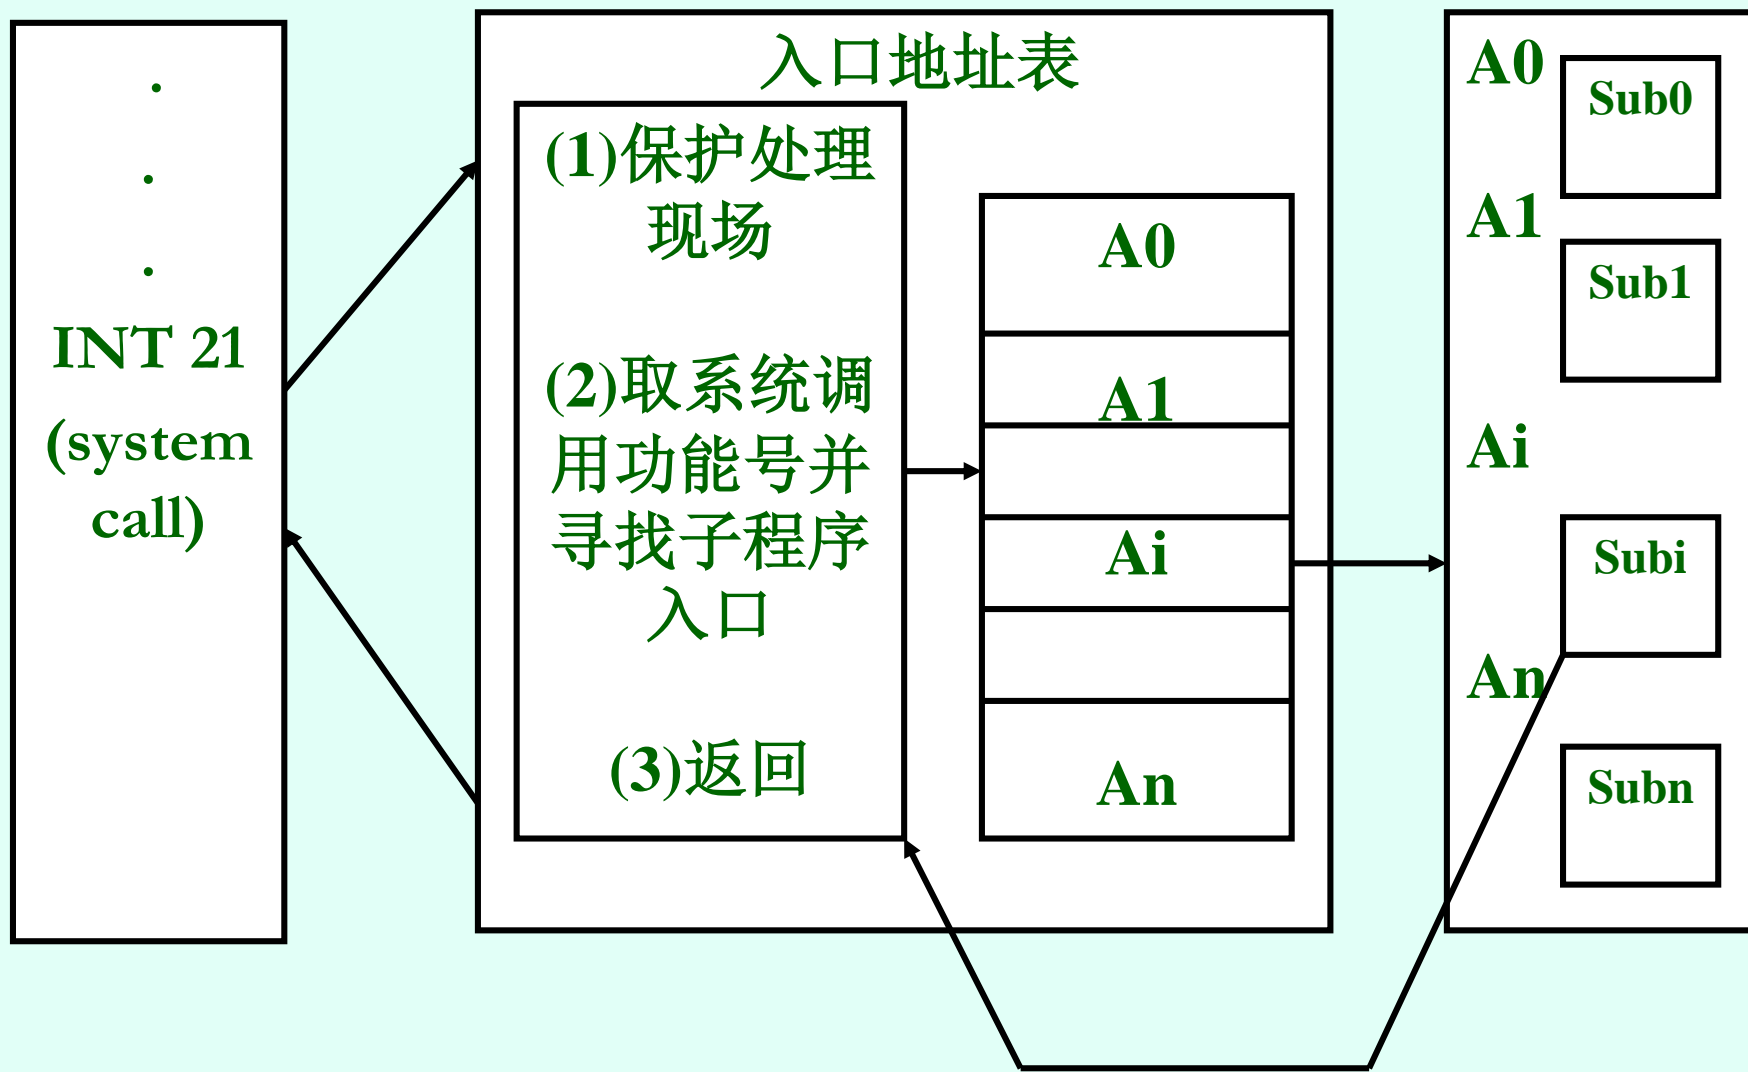 .
.
.
INT 21
(system
call)
入口地址表
(1)保护处理
现场
(2)取系统调
用功能号并
寻找子程序
入口
(3)返回
A0
A1
Ai
An
A0
Sub0
A1
Sub1
Ai
Subi
An
Subn